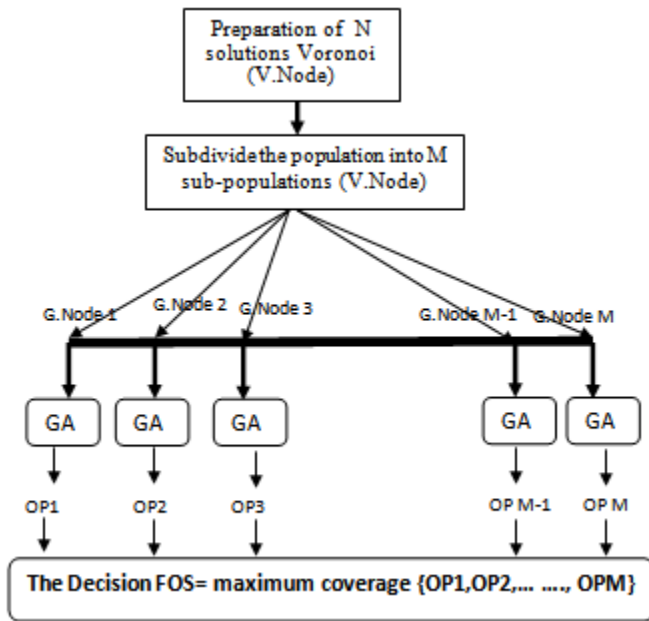 Preparation of N
solutions Voronoi
(V.Node)
Subdivide the population into M
sub-populations (V.Node)
G.Node 1
G.Node 2
G.Node 3
G.Node M-1
G.Node M
GA
GA
GA
GA
GA
OP1
OP2
OP3
OP M-1
OP M
The Decision FOS= maximum coverage {OP1,OP2,... ...., OPM}